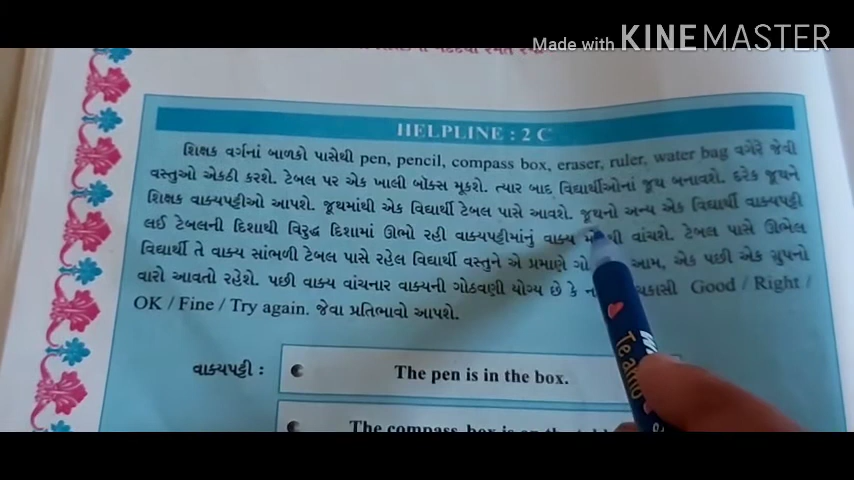 Made with KINEMASTER
HELPLINE : 2 C
શિક્ષક વર્ગનાં બાળકો પાસેથી pen, pencil, compass box, eraser, ruler, water bag વગેરે જેવી
વસ્તુઓ એકઠી કરશે. ટેબલ પર એક ખાલી બૉક્સ મૂકશે. ત્યાર બાદ વિદ્યાર્થીઓનાં જૂથ બનાવશે. દરેક જૂથને
શિક્ષક વાક્યપટ્ટીઓ આપશે. જૂથમાંથી એક વિદ્યાર્થી ટેબલ પાસે આવશે. જૂથનો અન્ય એક વિદ્યાર્થી વાક્યપટ્ટી
લઈ ટેબલની દિશાથી વિરુદ્ધ દિશામાં ઊભો રહી વાક્યપટ્ટીમાંનું વાક્ય વાંચશે. ટેબલ પાસે ઊભેલ
વિદ્યાર્થી તે વાક્ય સાંભળી ટેબલ પાસે રહેલ વિદ્યાર્થી વસ્તુને એ પ્રમાણે આમ, એક પછી એક ગ્રુપનો
વારો આવતો રહેશે. પછી વાક્ય વાંચનાર વાક્યની ગોઠવણી યોગ્ય છે કે Good / Right /
OK / Fine / Try again. જેવા પ્રતિભાવો આપશે.
વાક્યપટ્ટી :
The pen is in the box.
The compass box is on the